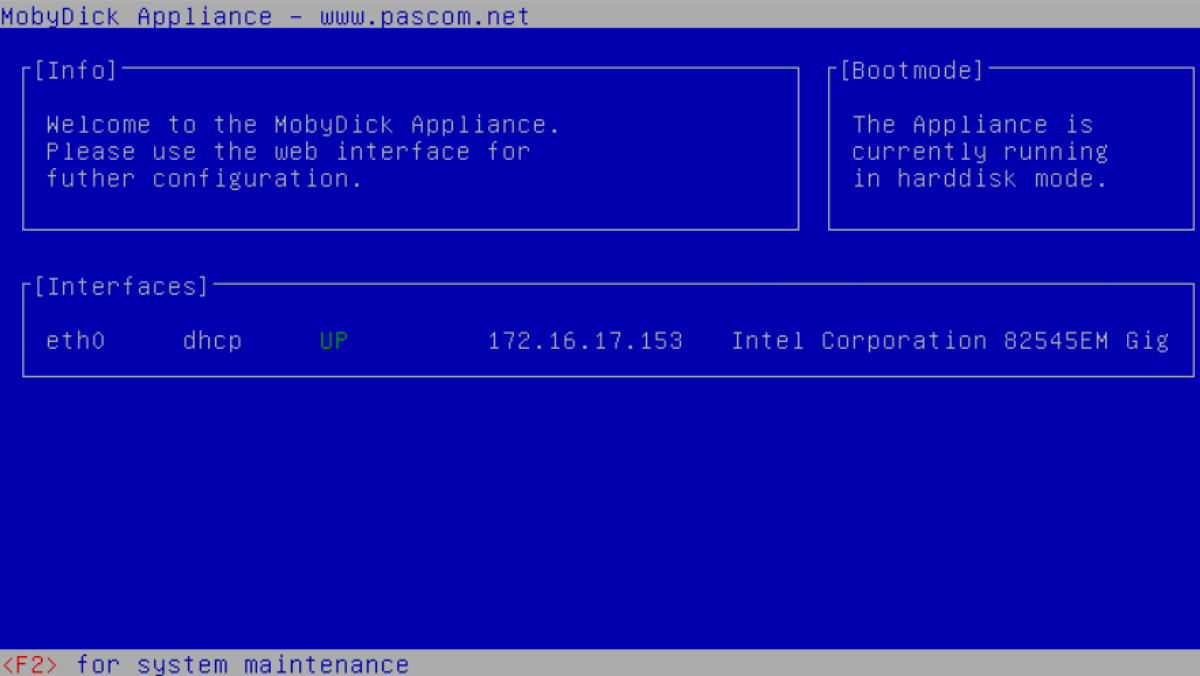 MobyDick Appliance - www.pascom.net
[Info]
Welcome to the MobyDick Appliance.
Please use the web interface for
futher configuration.
[Bootmode]
The Appliance is
currently running
in harddisk mode.
[Interfaces]
eth0 dhcp UP 172.16.17.153 Intel Corporation 82545EM Gig
<F2> for system maintenance